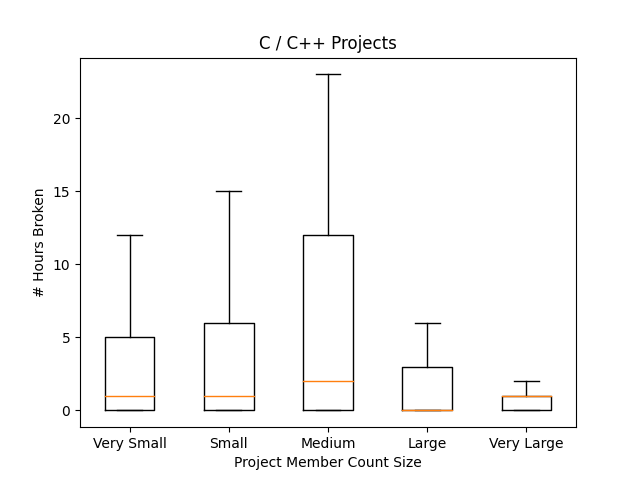 C / C++ Projects
# Hours Broken
20
15
10
5
0
Very Small
Small
Medium
Large
Very Large
Project Member Count Size